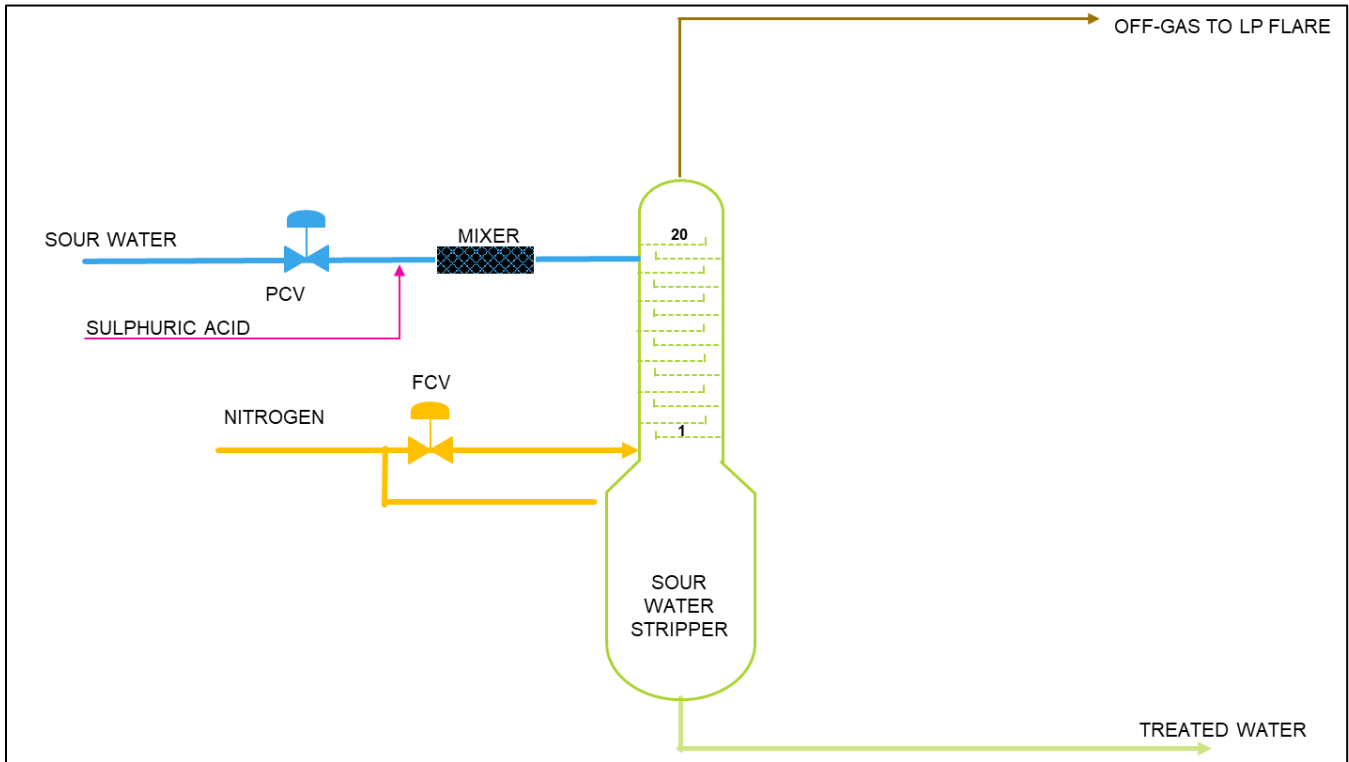 OFF-GAS TO LP FLARE
20
SOUR WATER
MIXER
PCV
SULPHURIC ACID
FCV
NITROGEN
1
SOUR
WATER
STRIPPER
TREATED WATER